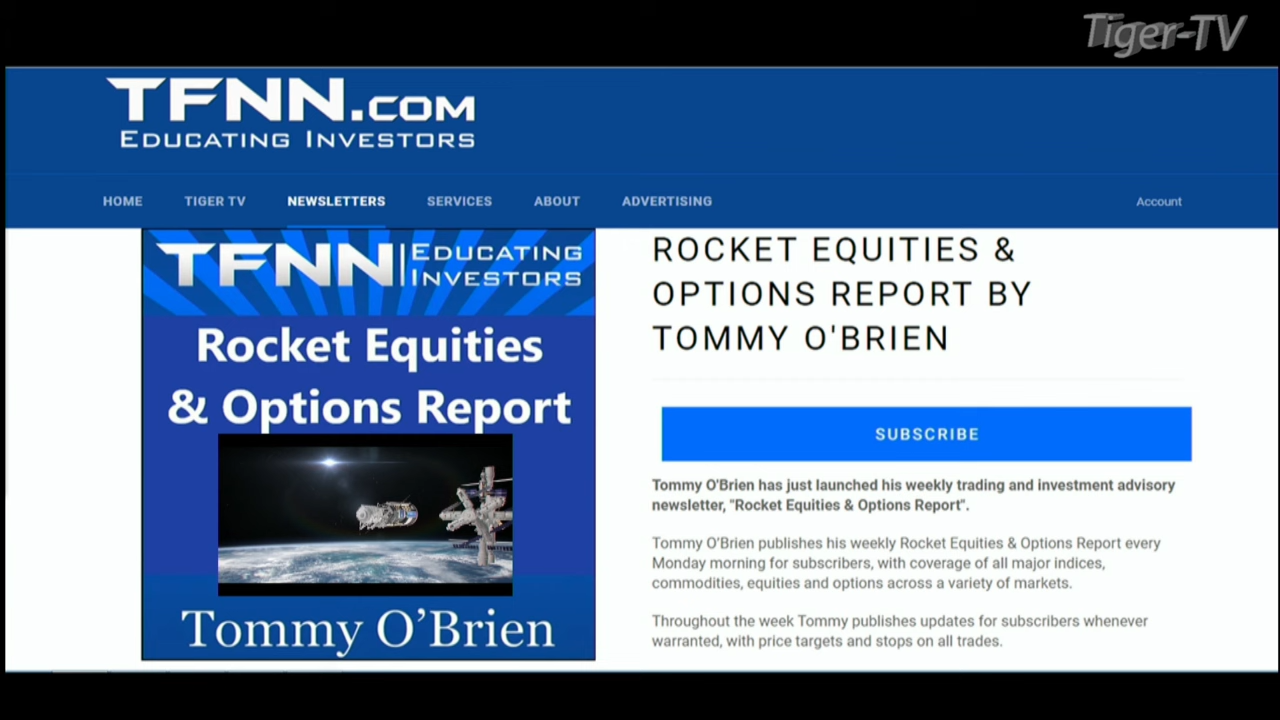 Tiger-TV
TFNN.COM
EDUCATING INVESTORS
HOME TIGER TV NEWSLETTERS SERVICES ABOUT ADVERTISING Account
TFNN EDUCATING
INVESTORS
Rocket Equities
& Options Report
Tommy O’Brien
ROCKET EQUITIES &
OPTIONS REPORT BY
TOMMY O'BRIEN
SUBSCRIBE
Tommy O'Brien has just launched his weekly trading and investment advisory
newsletter, "Rocket Equities & Options Report".
Tommy O’Brien publishes his weekly Rocket Equities & Options Report every
Monday morning for subscribers, with coverage of all major indices,
commodities, equities and options across a variety of markets.
Throughout the week Tommy publishes updates for subscribers whenever
warranted, with price targets and stops on all trades.